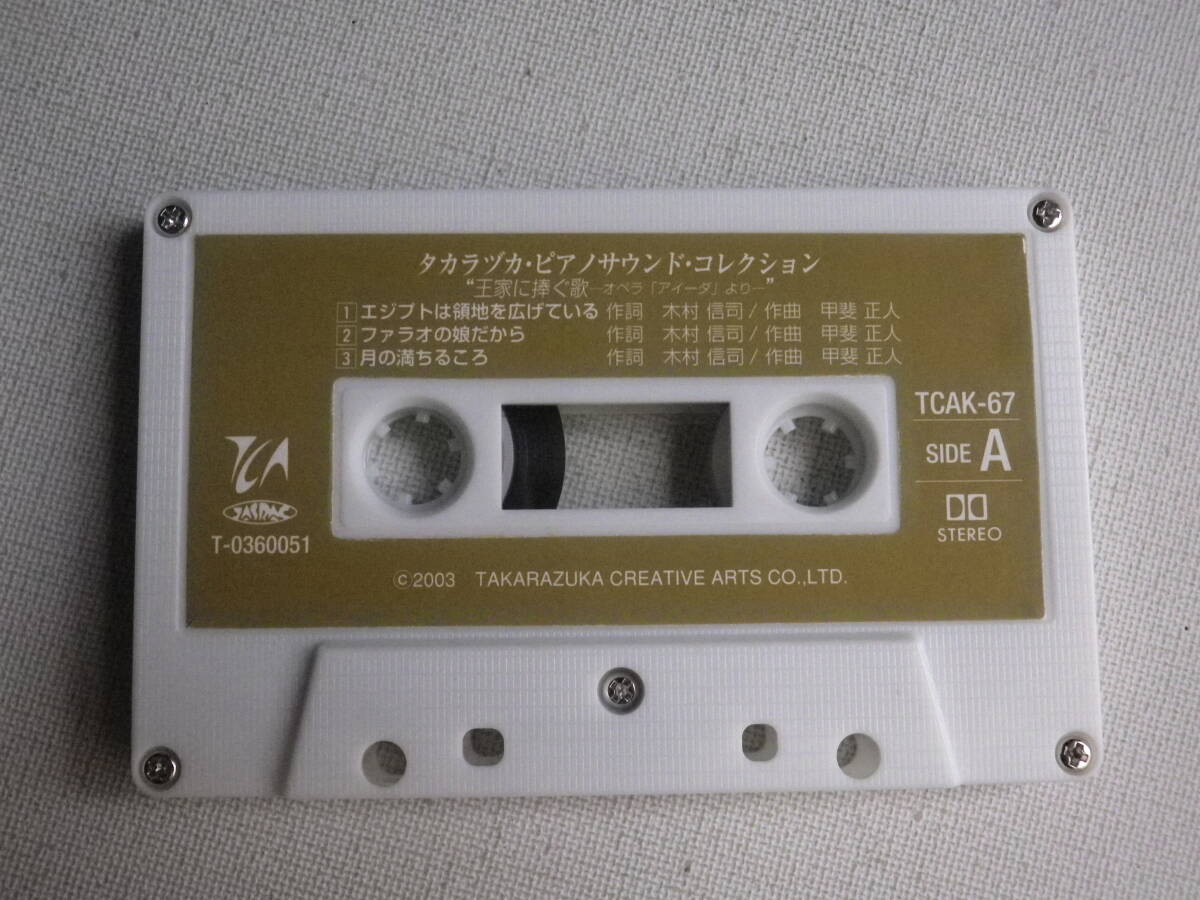 タカラヅカ・ピアノサウンド・コレクション
“王家に捧ぐ歌―オペラ「アイーダ」より―”
1 エジプトは領地を広げている 作詞 木村 信司 / 作曲 甲斐 正人
2 ファラオの娘だから 作詞 木村 信司 / 作曲 甲斐 正人
3 月の満ちるころ 作詞 木村 信司 / 作曲 甲斐 正人
TCAK-67
SIDE A
STEREO
TCA
JASRAC
T-0360051
©2003 TAKARAZUKA CREATIVE ARTS CO.,LTD.